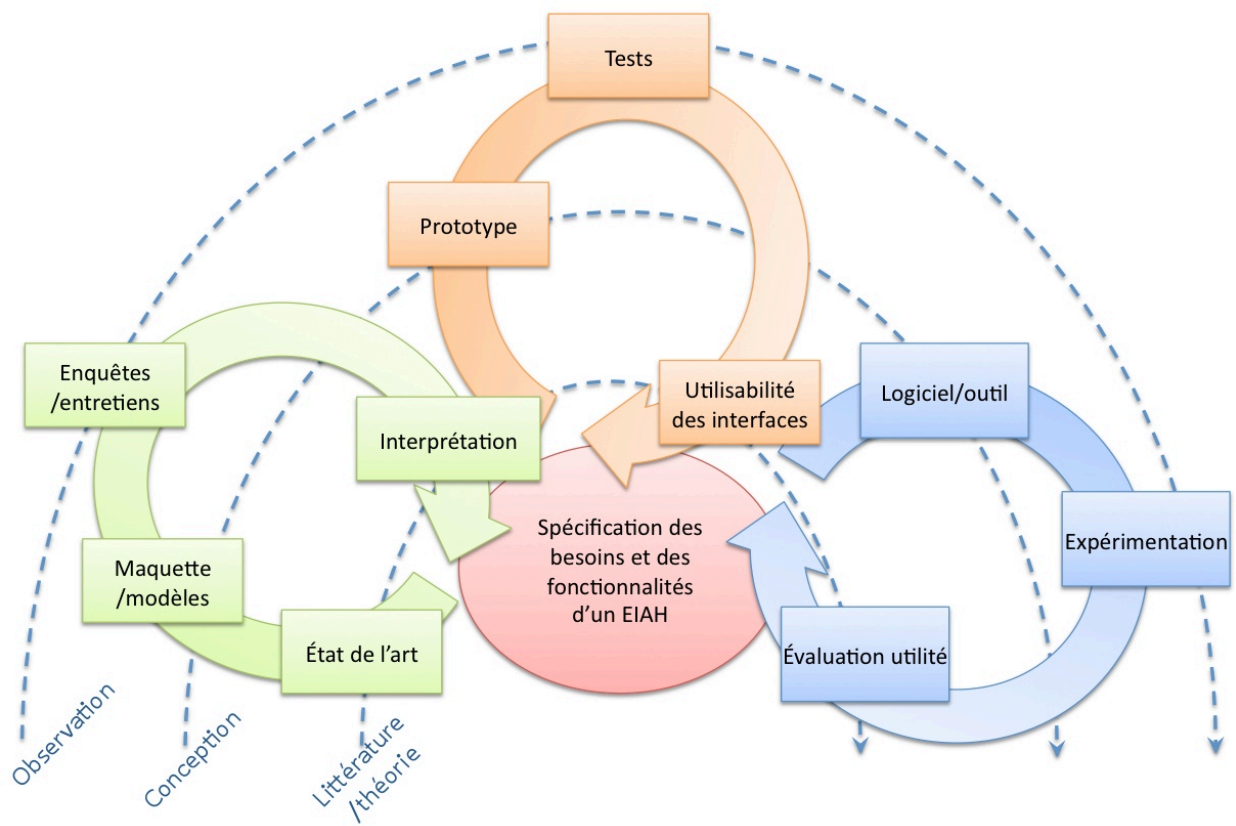 Tests
Prototype
Enquêtes
/entretiens
Interprétation
Utilisabilité
des interfaces
Logiciel/outil
Expérimentation
Spécification des
besoins et des
fonctionnalités
d’un EIAH
Maquette
/modèles
État de l’art
Évaluation utilité
Observation
Conception
Littérature
/théorie